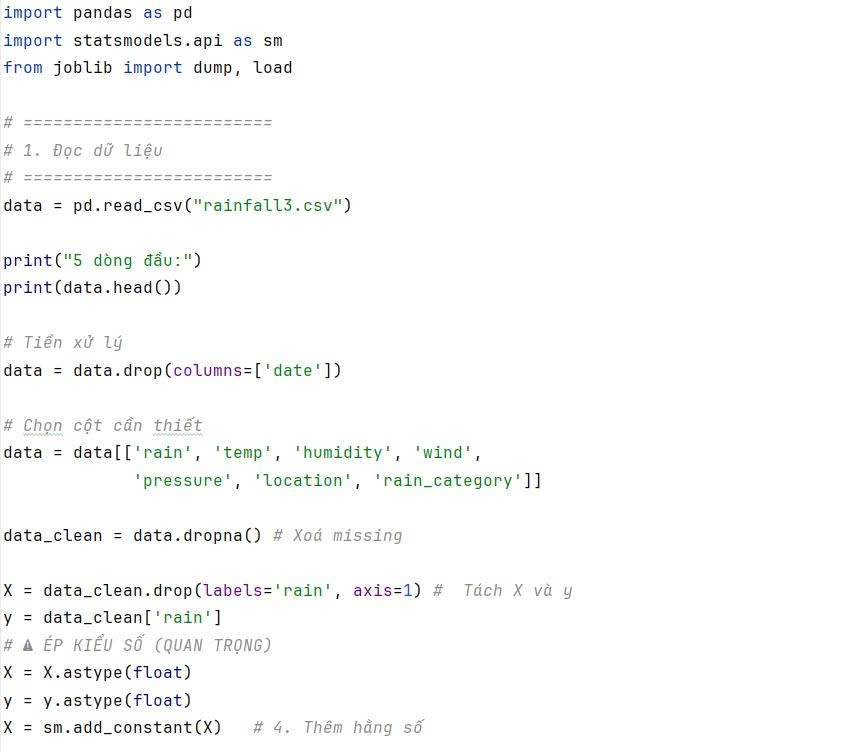 import pandas as pd
import statsmodels.api as sm
from joblib import dump, load
# =========================
# 1. Đọc dữ liệu
# =========================
data = pd.read_csv("rainfall3.csv")
print("5 dòng đầu:")
print(data.head())
# Tiền xử lý
data = data.drop(columns=['date'])
# Chọn cột cần thiết
data = data[['rain', 'temp', 'humidity', 'wind',
'pressure', 'location', 'rain_category']]
data_clean = data.dropna() # Xoá missing
X = data_clean.drop(labels='rain', axis=1) #  Tách X và y
y = data_clean['rain']
# ⚠ ÉP KIỂU SỐ (QUAN TRỌNG)
X = X.astype(float)
y = y.astype(float)
X = sm.add_constant(X)   # 4. Thêm hằng số